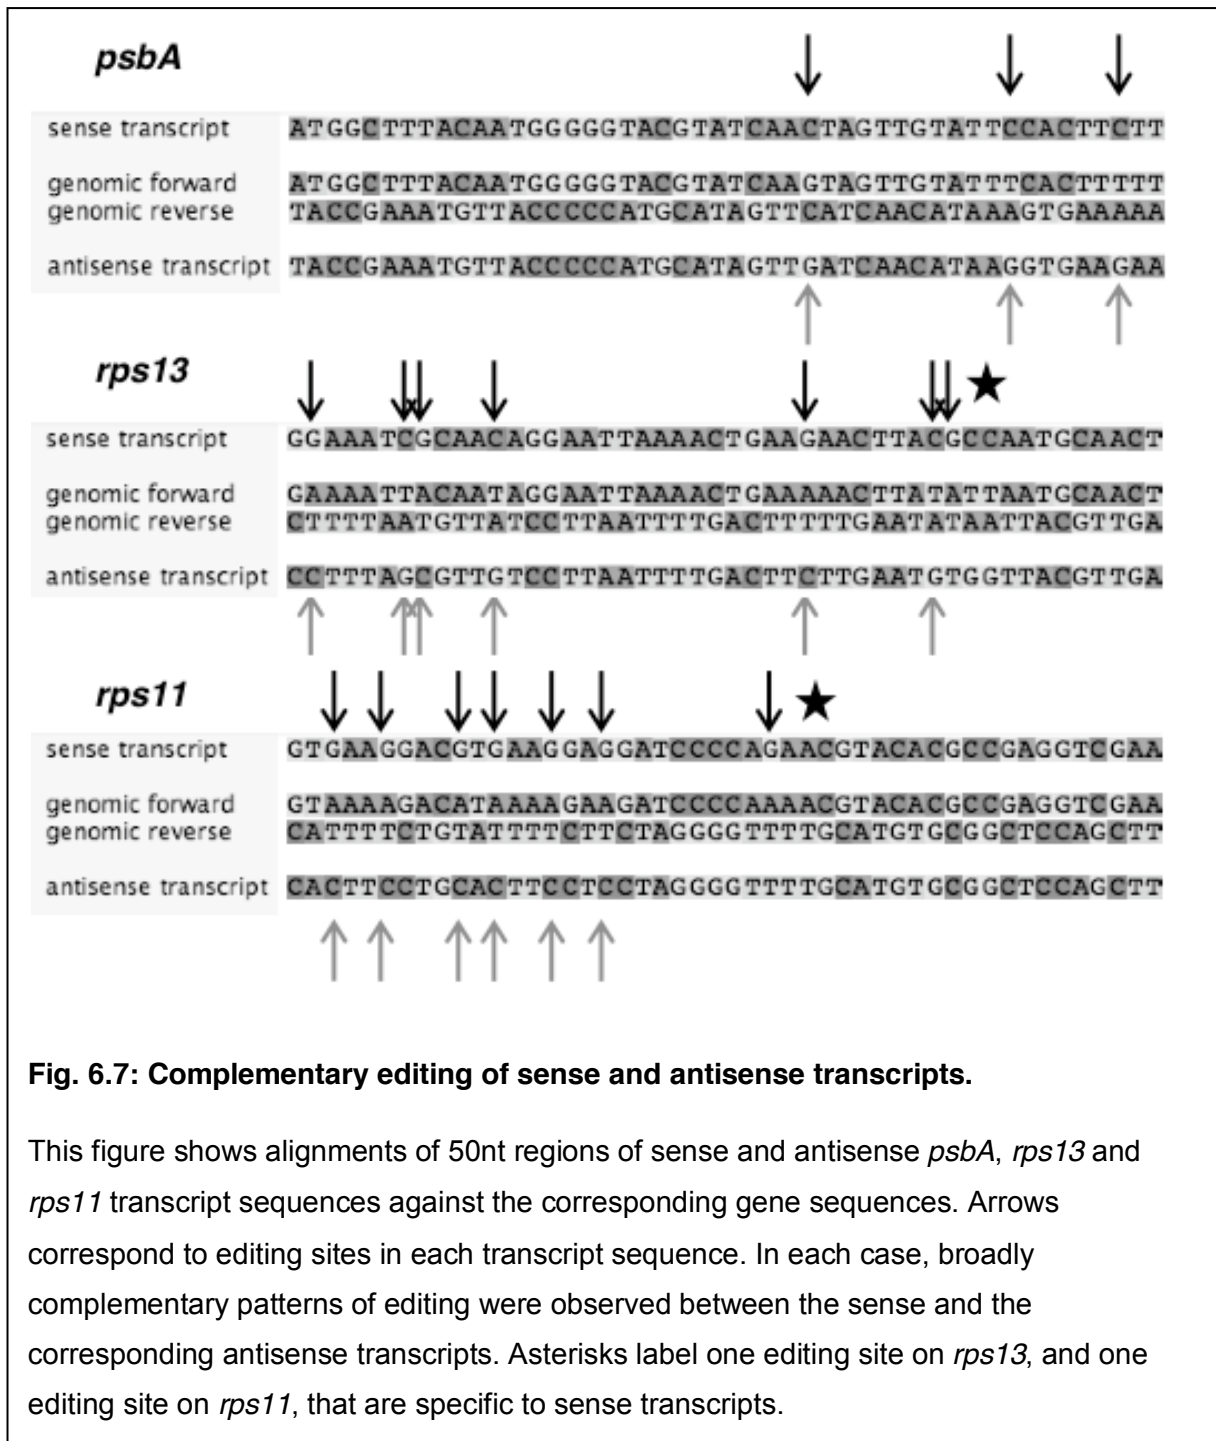 psbA
sense transcript ATGGCTTTACAATGGGGGTACGTATCAACTAGTTGTATTCCACTTCTT
genomic forward ATGGCTTTACAATGGGGGTACGTATCAAGTAGTTGTATTTCACTTTTT
genomic reverse TACCGAAATGTTACCCCCATGCATAGTTCATCAACATAAAGTGAAAAA
antisense transcript TACCGAAATGTTACCCCCATGCATAGTTGATCAACATAAGGTGAAGAA
rps13
sense transcript GGAAATCGCAACAGGAATTAAAACTGAAGAACTTACGCCAATGCAACT
genomic forward GAAAATTACAATAGGAATTAAAACTGAAAAACTTATATTAATGCAACT
genomic reverse CTTTTAATGTTATCCTTAATTTTGACTTTTTGAATATAATTACGTTGA
antisense transcript CCTTTAGCGTTGTCCTTAATTTTGACTTCTTGAATGTGGTTACGTTGA
rps11
sense transcript GTGAAGGACGTGAAGGAGGATCCCCAGAACGTACACGCCGAGGTCGAA
genomic forward GTAAAAGACATAAAAGAAGATCCCCAAAACGTACACGCCGAGGTCGAA
genomic reverse CATTTTCTGTATTTTCTTCTAGGGGTTTTGCATGTGCGGCTCCAGCTT
antisense transcript CACTTCCTGCACTTCCTCCTAGGGGTTTTGCATGTGCGGCTCCAGCTT
Fig. 6.7: Complementary editing of sense and antisense transcripts.
This figure shows alignments of 50nt regions of sense and antisense psbA, rps13 and
rps11 transcript sequences against the corresponding gene sequences. Arrows
correspond to editing sites in each transcript sequence. In each case, broadly
complementary patterns of editing were observed between the sense and the
corresponding antisense transcripts. Asterisks label one editing site on rps13, and one
editing site on rps11, that are specific to sense transcripts.